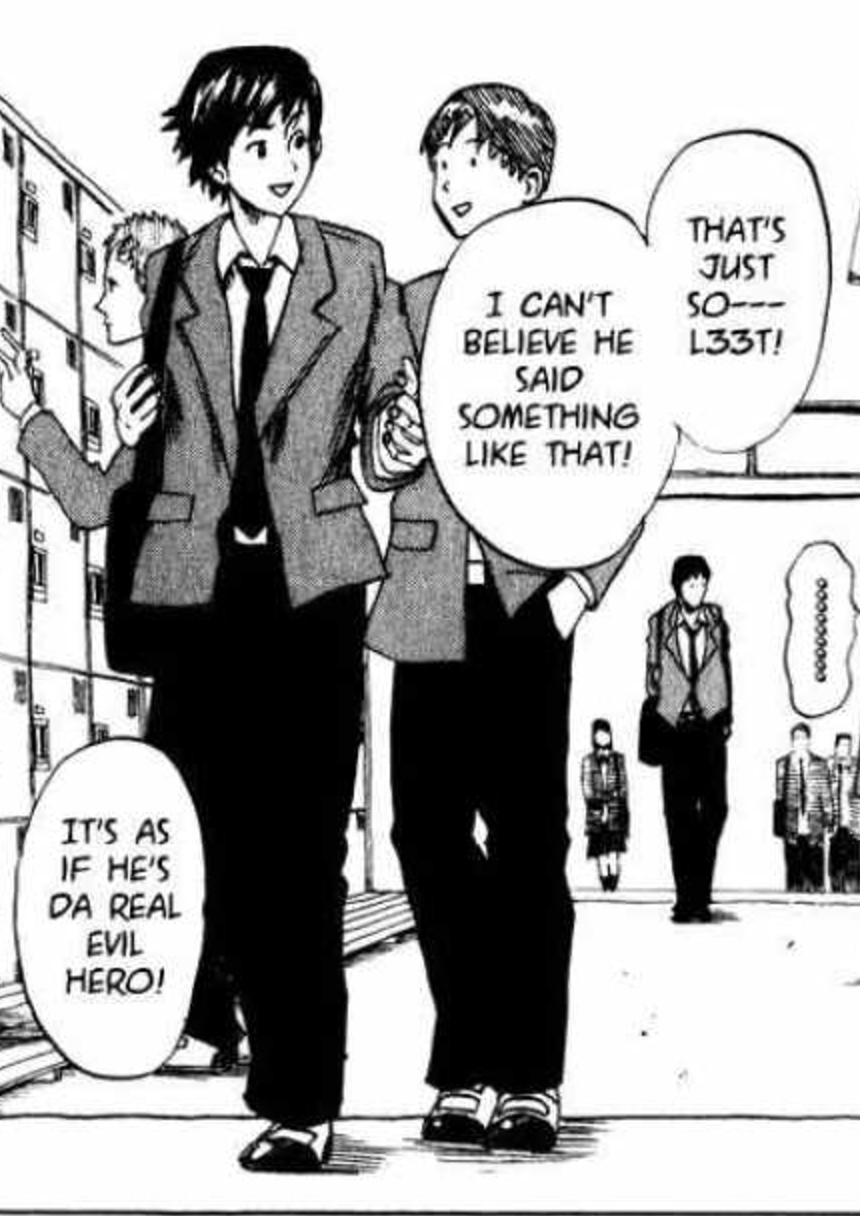 THAT'S
JUST
SO---
L33T!
I CAN'T
BELIEVE HE
SAID
SOMETHING
LIKE THAT!
IT'S AS
IF HE'S
DA REAL
EVIL
HERO!